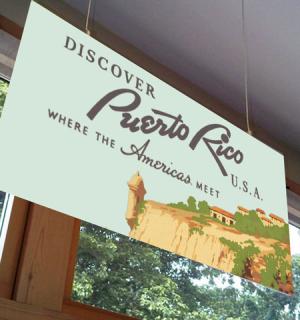 DISCOVER
Puerto Rico
U.S.A.
WHERE THE Americas MEET